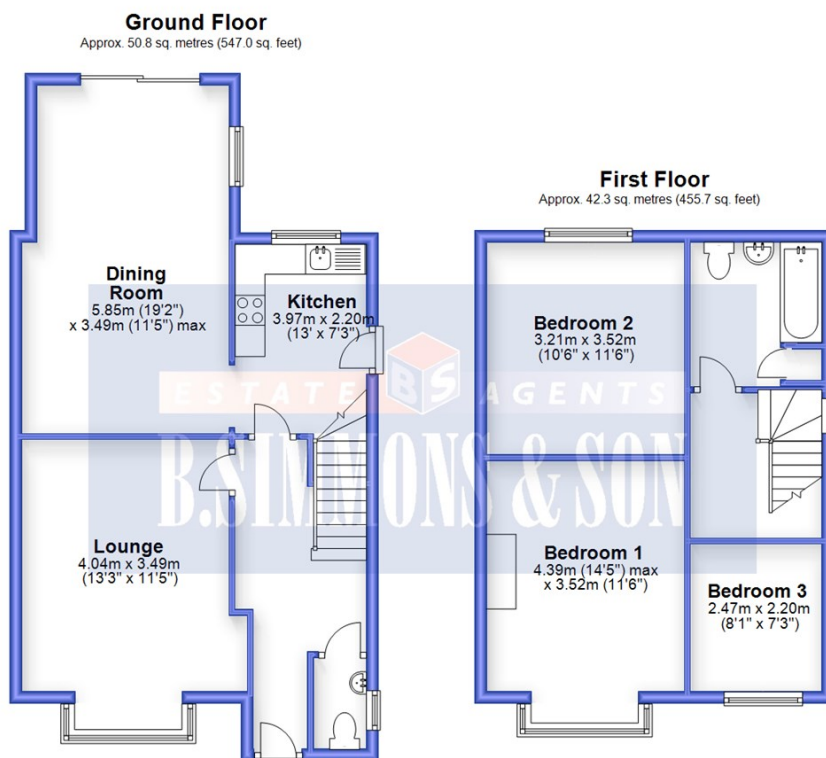 Ground Floor
Approx. 50.8 sq. metres (547.0 sq. feet)
Dining
Room
5.85m (19'2")
x 3.49m (11'5") max
Kitchen
3.97m x 2.20m
(13' x 7'3")
Lounge
4.04m x 3.49m
(13'3" x 11'5")
First Floor
Approx. 42.3 sq. metres (455.7 sq. feet)
Bedroom 2
3.21m x 3.52m
(10'6" x 11'6")
Bedroom 1
4.39m (14'5") max
x 3.52m (11'6")
Bedroom 3
2.47m x 2.20m
(8'1" x 7'3")
ESTATE BS AGENTS
B.SIMMONS & SON